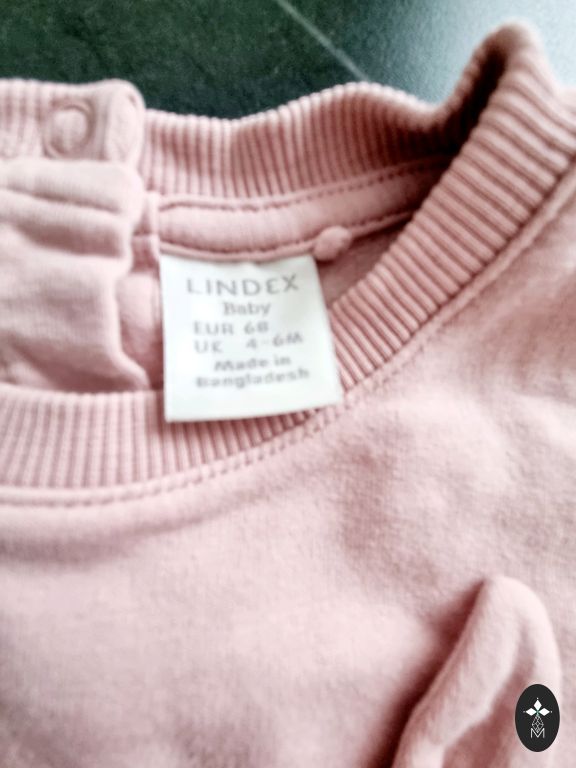 LINDEX
Baby
EUR 68
UK 4-6M
Made in
Bangladesh
M